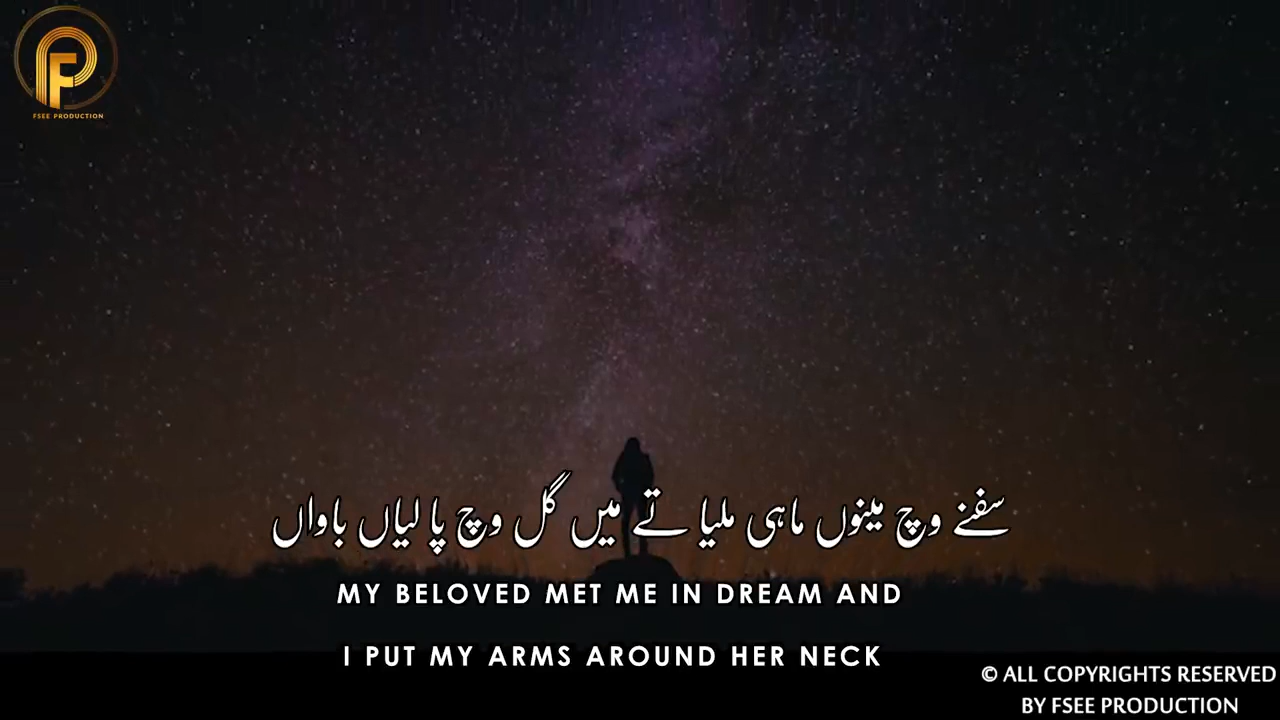 FSEE PRODUCTION
سفنے وچ مینوں ماہی ملیا تے میں گل وچ پا لیاں باواں
MY BELOVED MET ME IN DREAM AND
I PUT MY ARMS AROUND HER NECK
© ALL COPYRIGHTS RESERVED
BY FSEE PRODUCTION